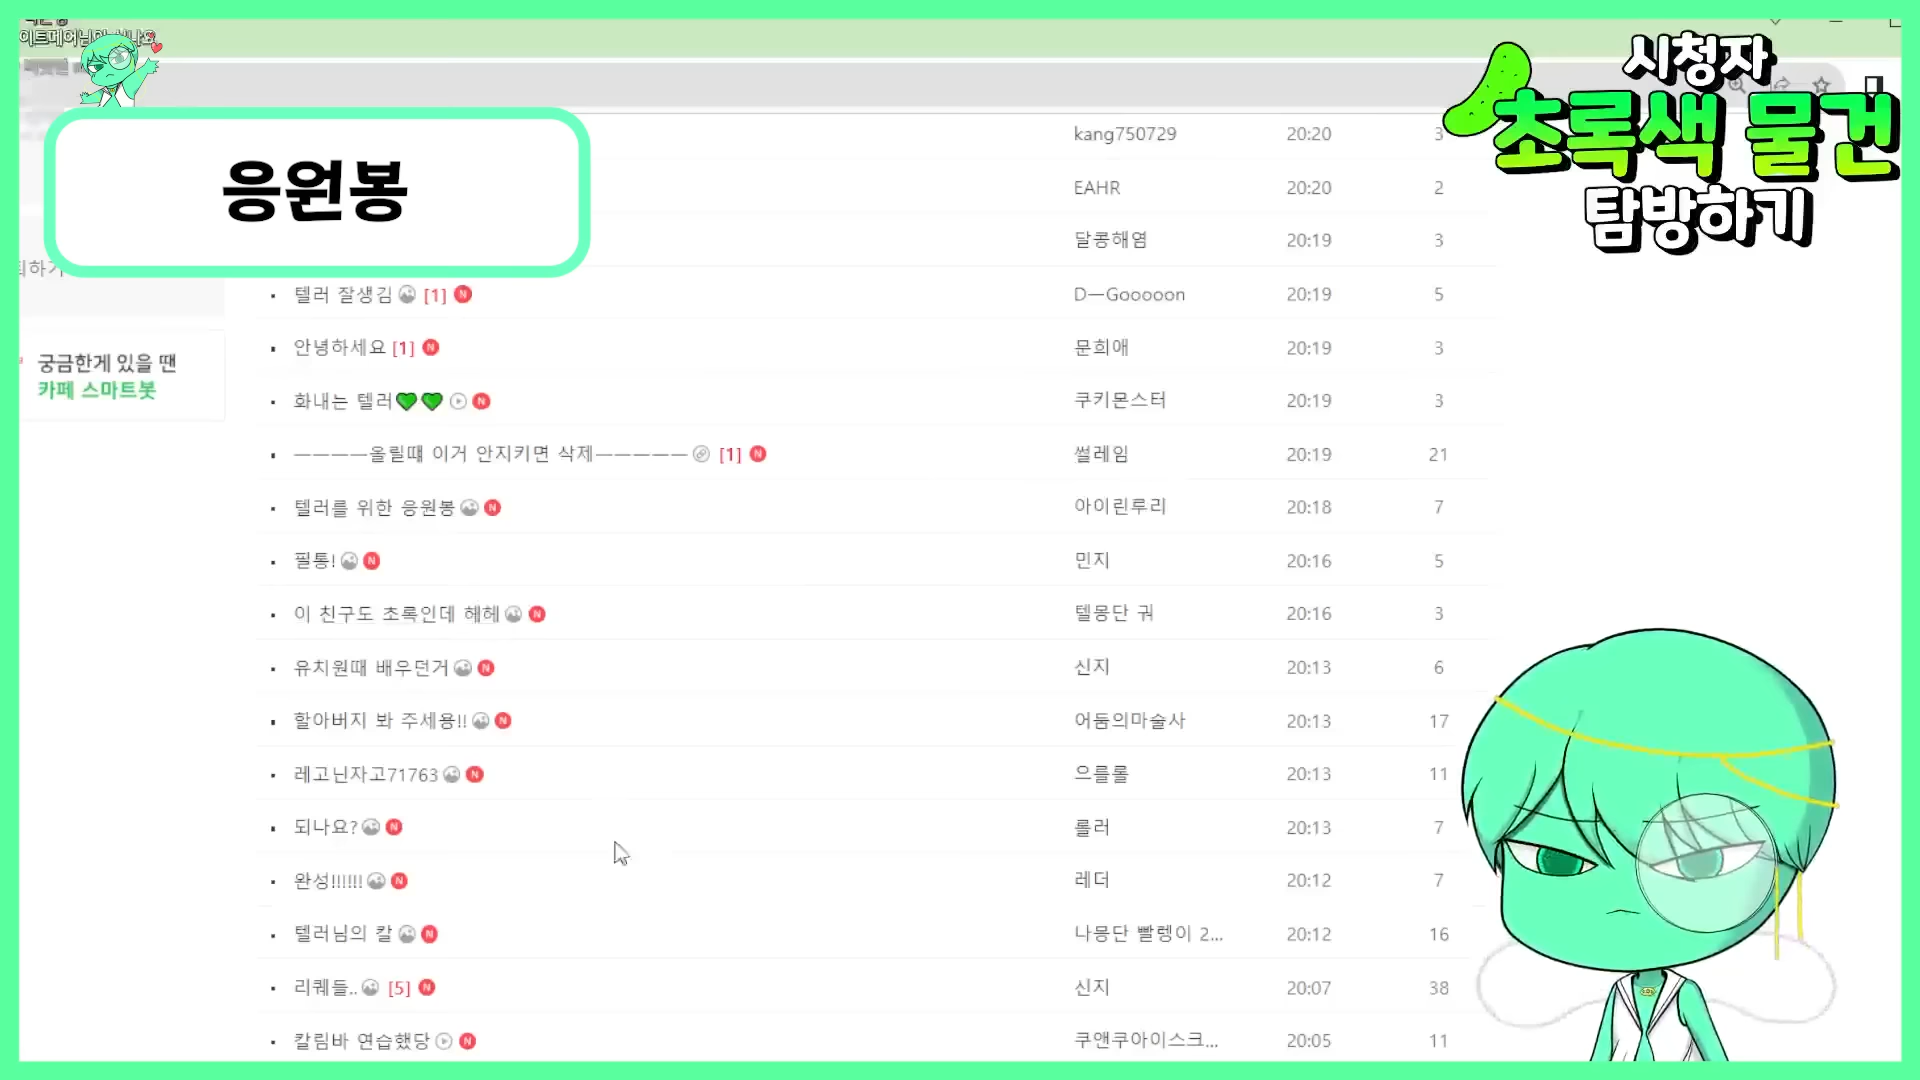 이트메어님이
시청자
초록색 물건
탐방하기
응원봉
궁금한게 있을 땐
카페 스마트봇
kang750729 20:20 3
EAHR 20:20 2
달콩해염 20:19 3
텔러 잘생김 [1] N D—Gooooon 20:19 5
안녕하세요 [1] N 문희애 20:19 3
화내는 텔러💚💚 N 쿠키몬스터 20:19 3
————올릴떄 이거 안지키면 삭제————— [1] N 썰레임 20:19 21
텔러를 위한 응원봉 N 아이린루리 20:18 7
필통! N 민지 20:16 5
이 친구도 초록인데 해헤 N 텔몽단 귀 20:16 3
유치원때 배우던거 N 신지 20:13 6
할아버지 봐 주세용!! N 어둠의마술사 20:13 17
레고닌자고71763 N 으를롤 20:13 11
되나요? N 롤러 20:13 7
완성!!!!!! N 레더 20:12 7
텔러님의 칼 N 나몽단 빨렝이 2... 20:12 16
리퀘들.. [5] N 신지 20:07 38
칼림바 연습했당 N 쿠앤쿠아이스크... 20:05 11